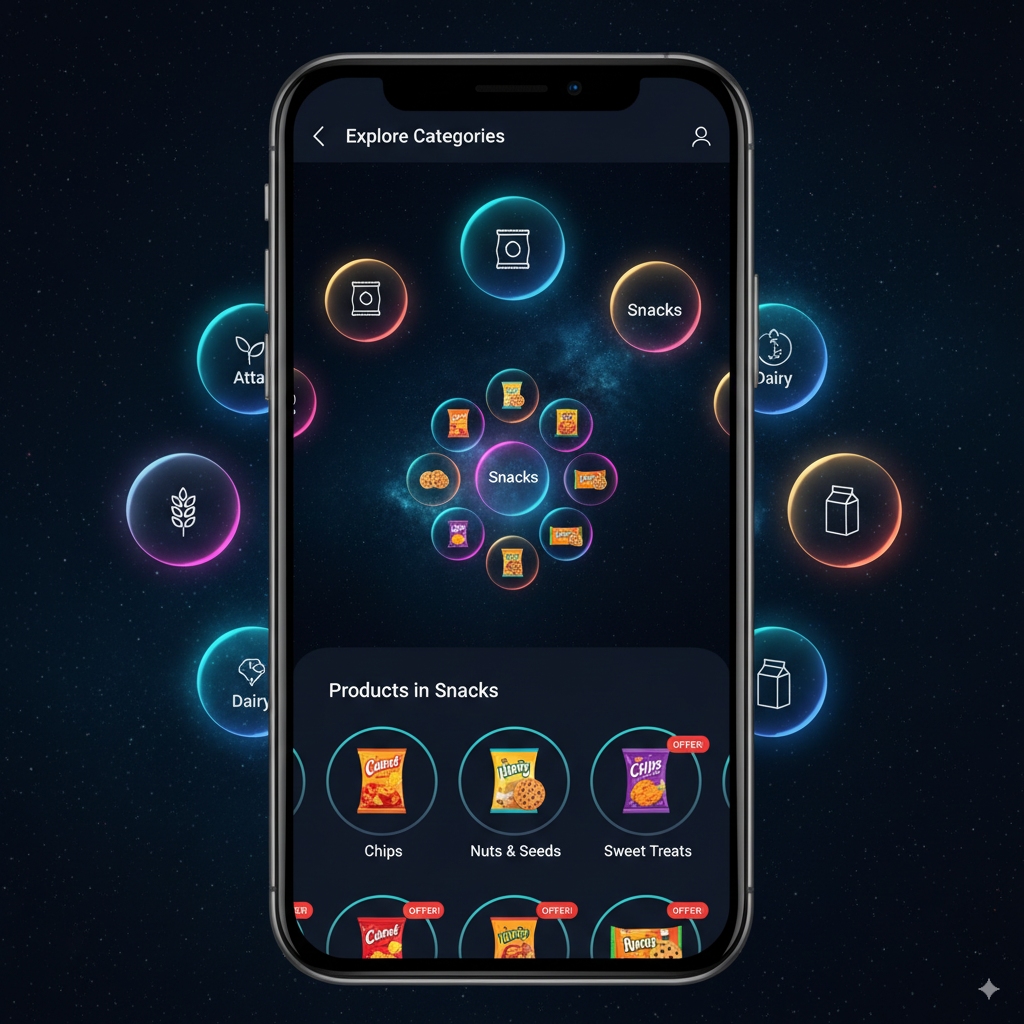 Explore Categories
Snacks
Atta
Dairy
Snacks
Dairy
Products in Snacks
OFFER
CHIPS
Chips
Nuts & Seeds
Sweet Treats
OFFER!
OFFER!
OFFER